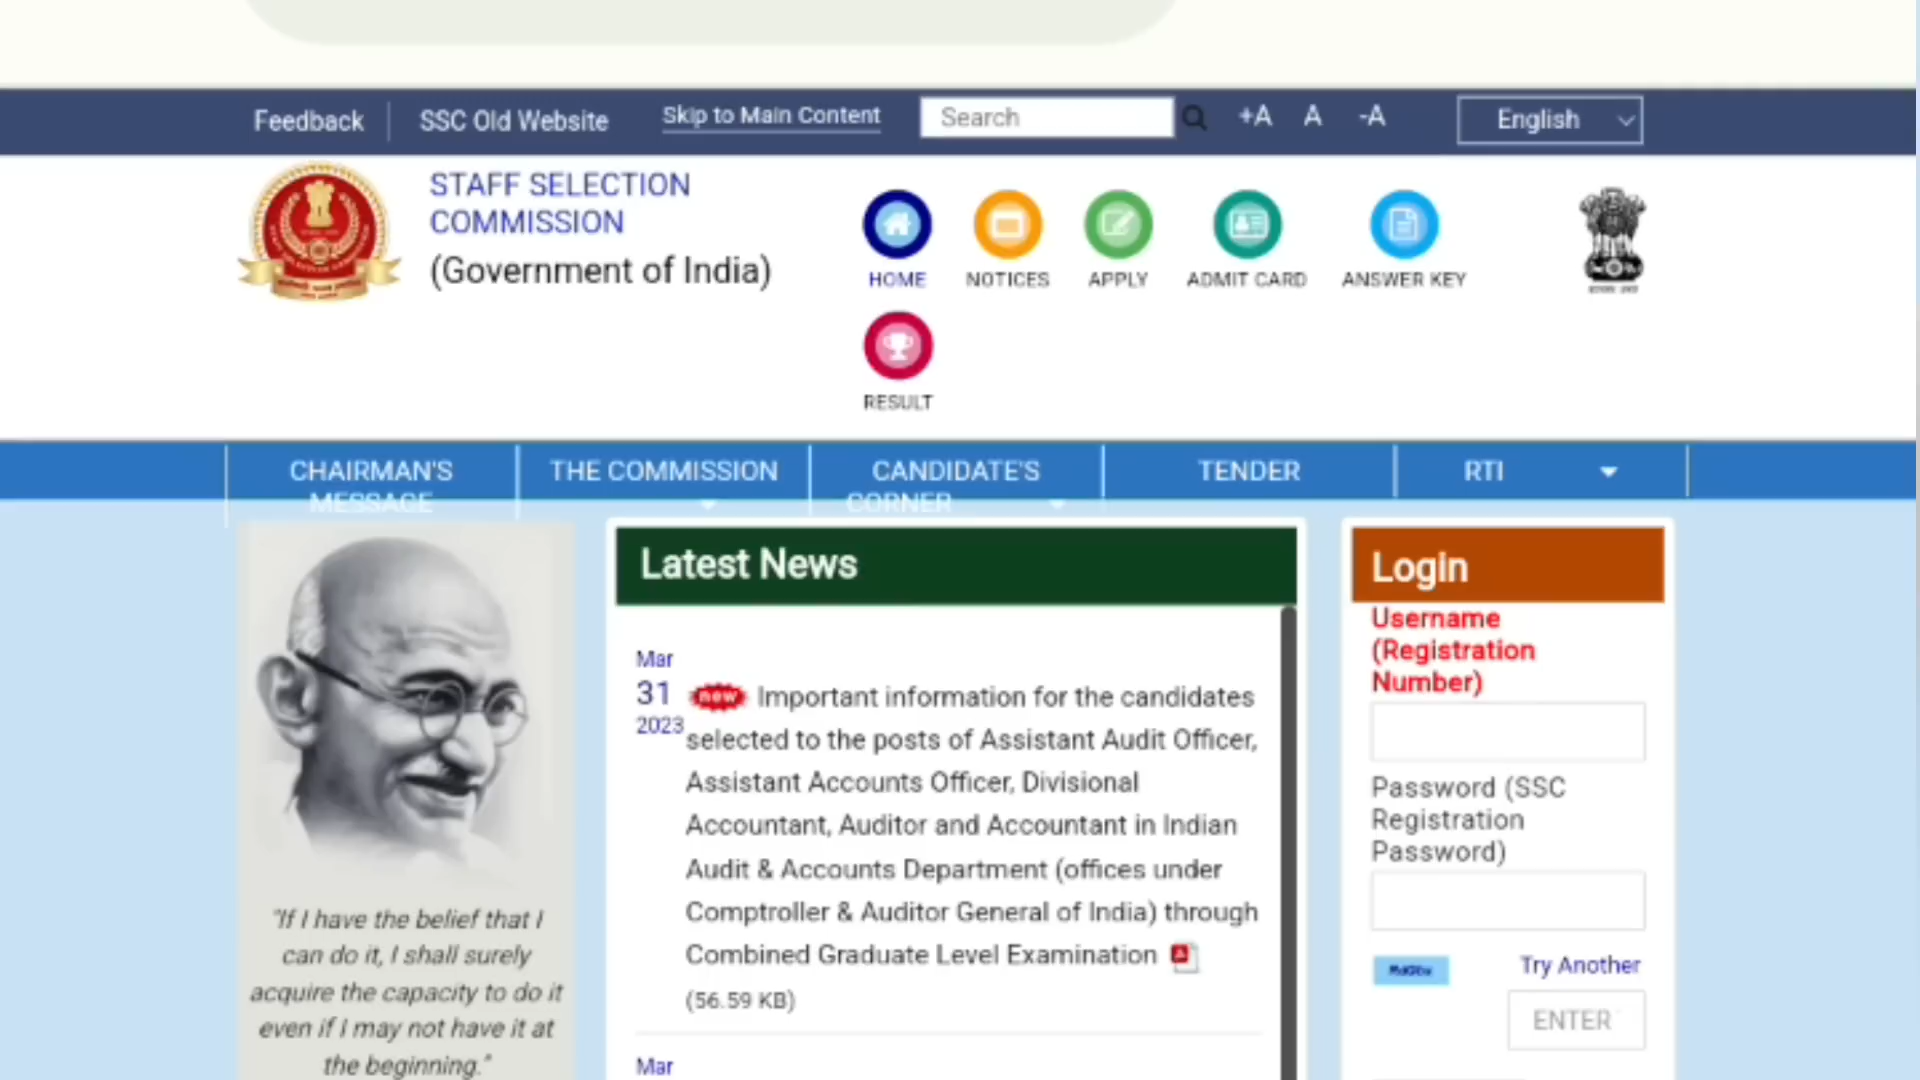 Feedback
SSC Old Website
Skip to Main Content
Search
+A A -A
English
STAFF SELECTION
COMMISSION
(Government of India)
HOME
NOTICES
APPLY
ADMIT CARD
ANSWER KEY
RESULT
CHAIRMAN'S
MESSAGE
THE COMMISSION
CANDIDATE'S
CORNER
TENDER
RTI
"If I have the belief that I
can do it, I shall surely
acquire the capacity to do it
even if I may not have it at
the beginning."
Latest News
Mar
31
2023
new Important information for the candidates
selected to the posts of Assistant Audit Officer,
Assistant Accounts Officer, Divisional
Accountant, Auditor and Accountant in Indian
Audit & Accounts Department (offices under
Comptroller & Auditor General of India) through
Combined Graduate Level Examination
(56.59 KB)
Mar
Login
Username
(Registration
Number)
Password (SSC
Registration
Password)
Try Another
ENTER